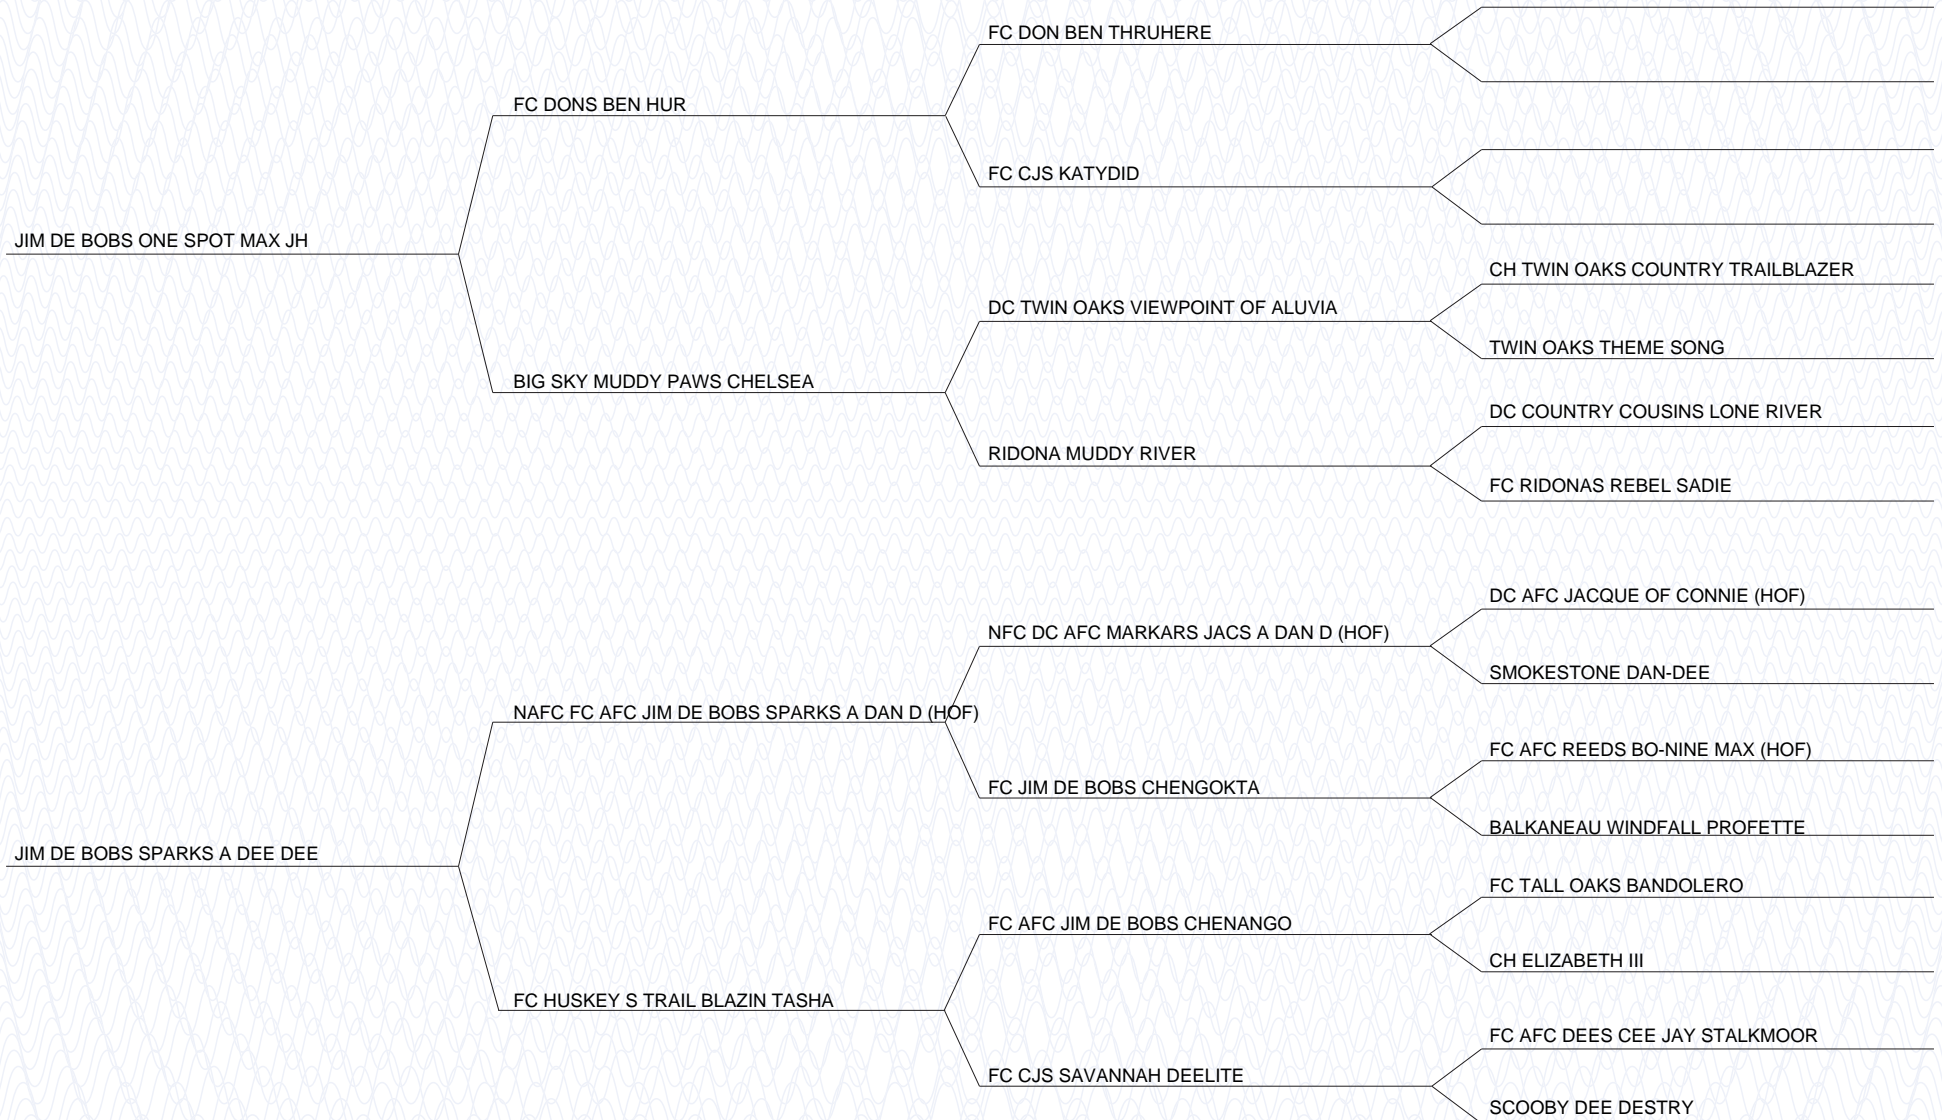 FC DON BEN THRUHERE
FC DONS BEN HUR
FC CJS KATYDID
JIM DE BOBS ONE SPOT MAX JH
CH TWIN OAKS COUNTRY TRAILBLAZER
DC TWIN OAKS VIEWPOINT OF ALUVIA
TWIN OAKS THEME SONG
BIG SKY MUDDY PAWS CHELSEA
DC COUNTRY COUSINS LONE RIVER
RIDONA MUDDY RIVER
FC RIDONAS REBEL SADIE
DC AFC JACQUE OF CONNIE (HOF)
NFC DC AFC MARKARS JACS A DAN D (HOF)
SMOKESTONE DAN-DEE
NAFC FC AFC JIM DE BOBS SPARKS A DAN D (HOF)
FC AFC REEDS BO-NINE MAX (HOF)
FC JIM DE BOBS CHENGOKTA
BALKANEAU WINDFALL PROFETTE
JIM DE BOBS SPARKS A DEE DEE
FC TALL OAKS BANDOLERO
FC AFC JIM DE BOBS CHENANGO
CH ELIZABETH III
FC HUSKEY S TRAIL BLAZIN TASHA
FC AFC DEES CEE JAY STALKMOOR
FC CJS SAVANNAH DEELITE
SCOOBY DEE DESTRY